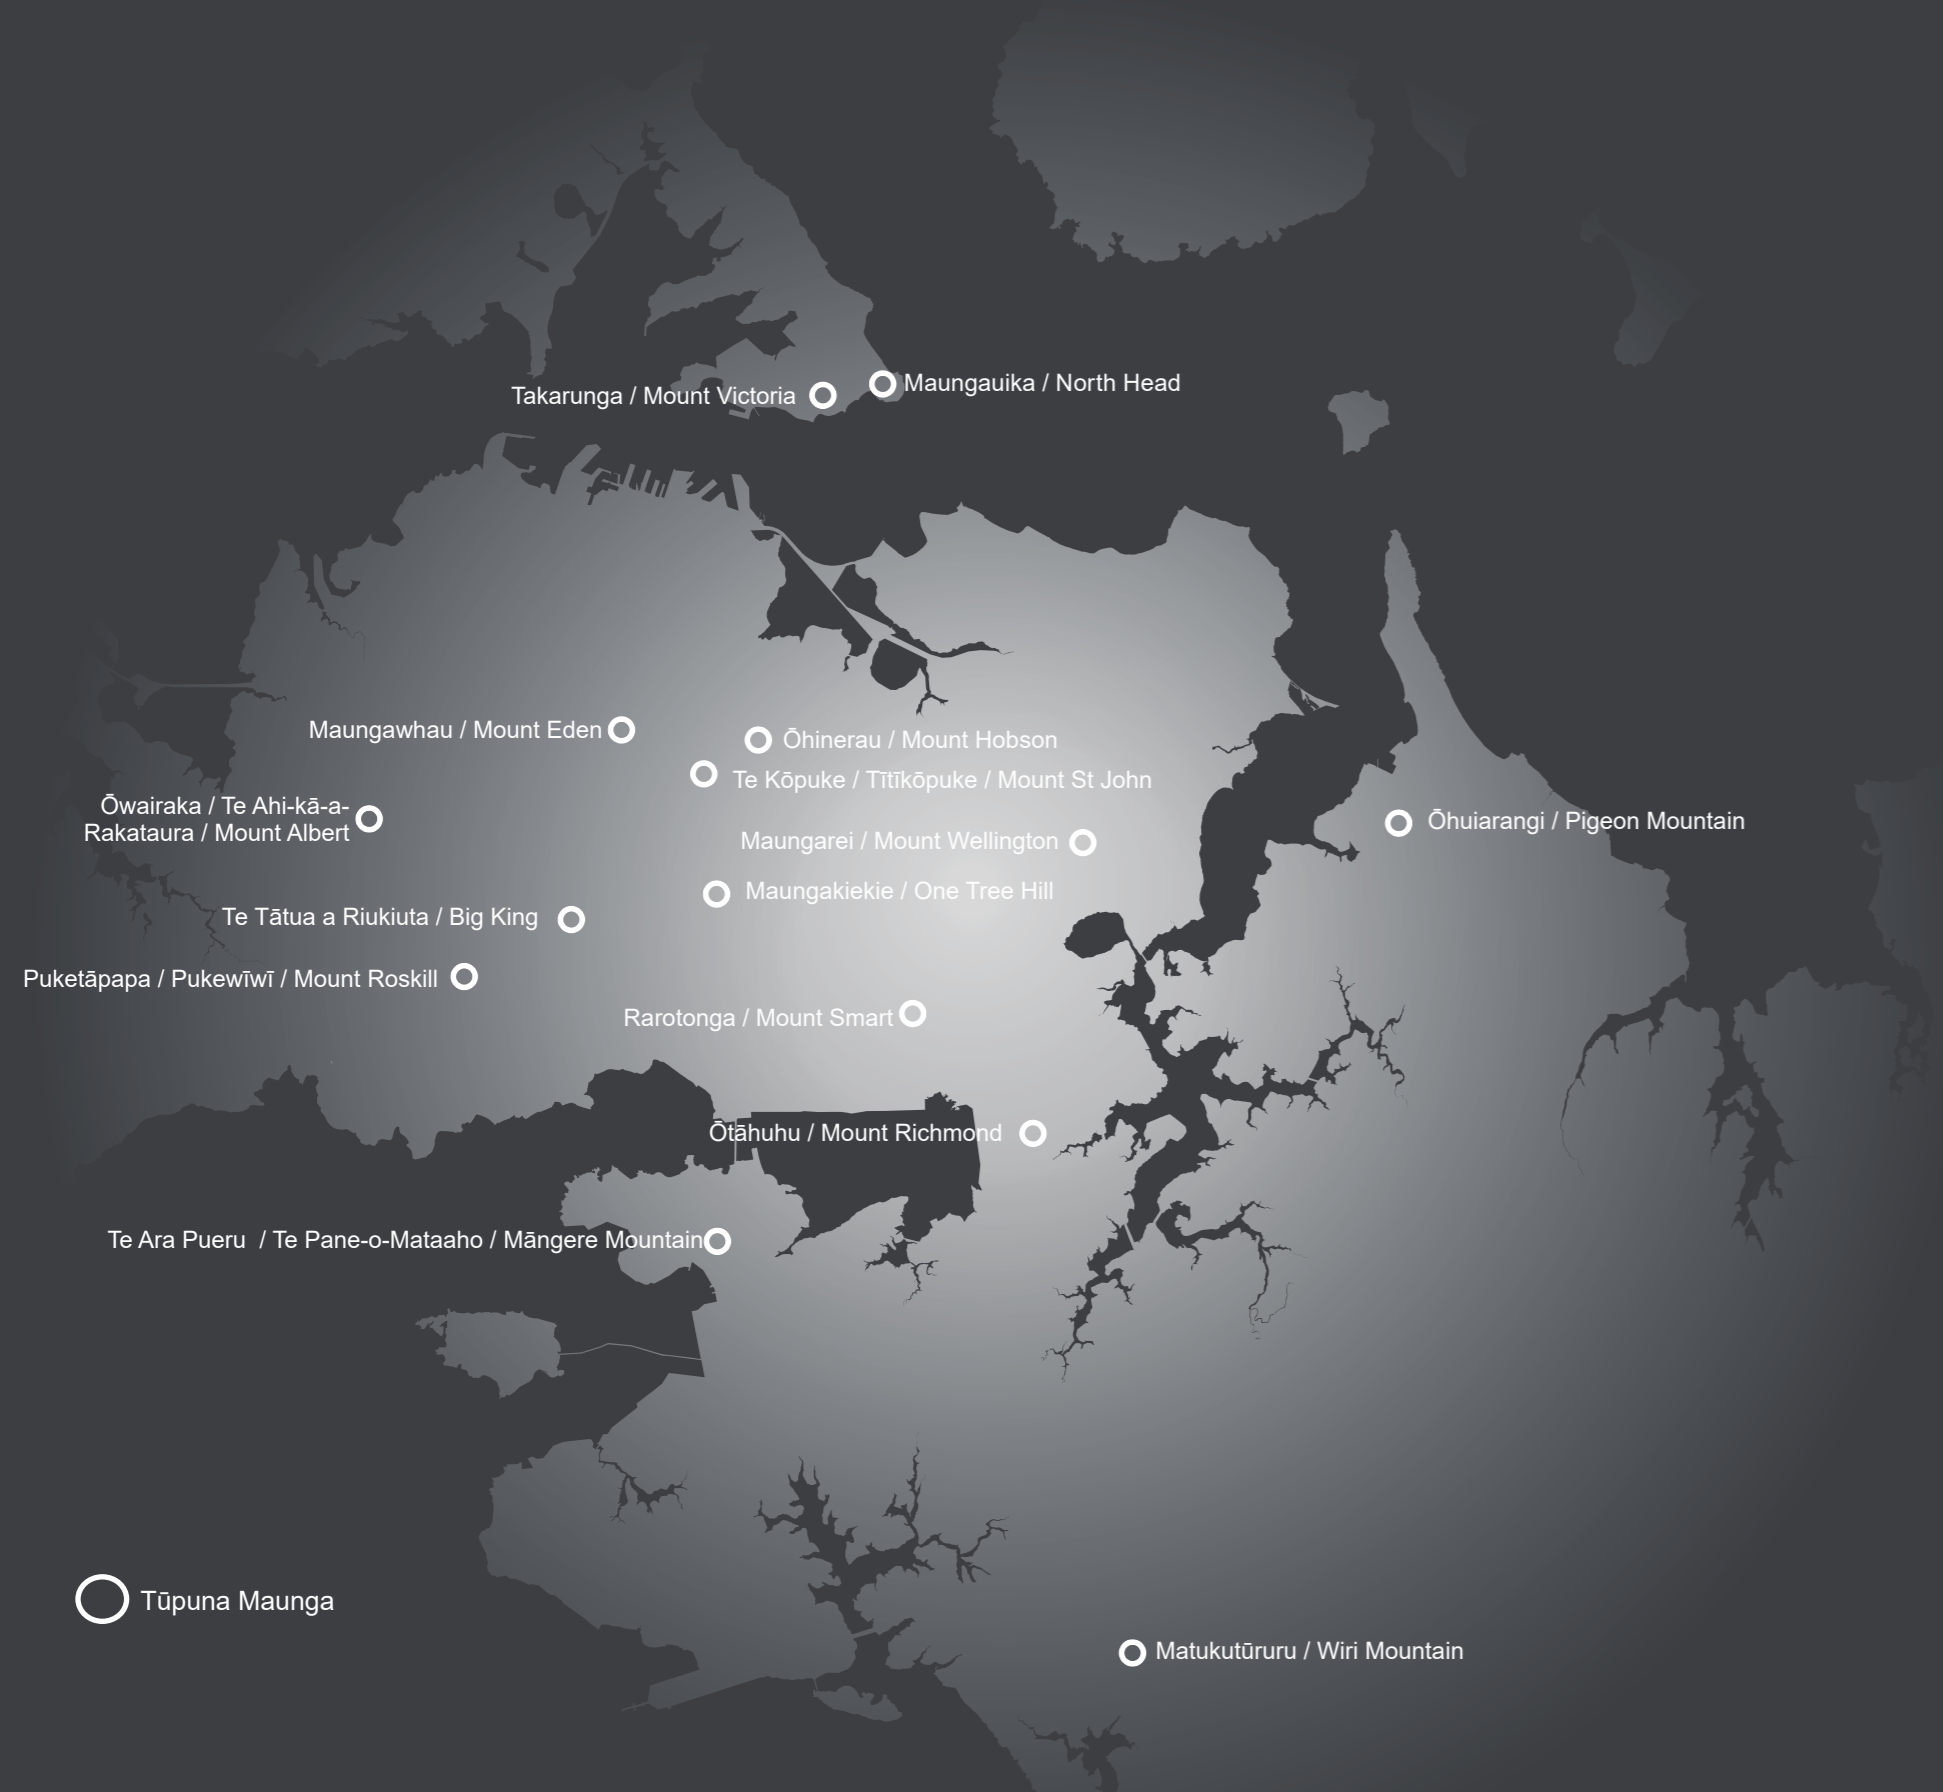 Maungauika / North Head
Takarunga / Mount Victoria
Maungawhau / Mount Eden
Ōhinerau / Mount Hobson
Te Kōpuke / Tītīkōpuke / Mount St John
Ōwairaka / Te Ahi-kā-a-
Rakataura / Mount Albert
Ōhuiarangi / Pigeon Mountain
Maungarei / Mount Wellington
Maungakiekie / One Tree Hill
Te Tātua a Riukiuta / Big King
Puketāpapa / Pukewīwī / Mount Roskill
Rarotonga / Mount Smart
Ōtāhuhu / Mount Richmond
Te Ara Pueru / Te Pane-o-Mataaho / Māngere Mountain
Tūpuna Maunga
Matukutūruru / Wiri Mountain